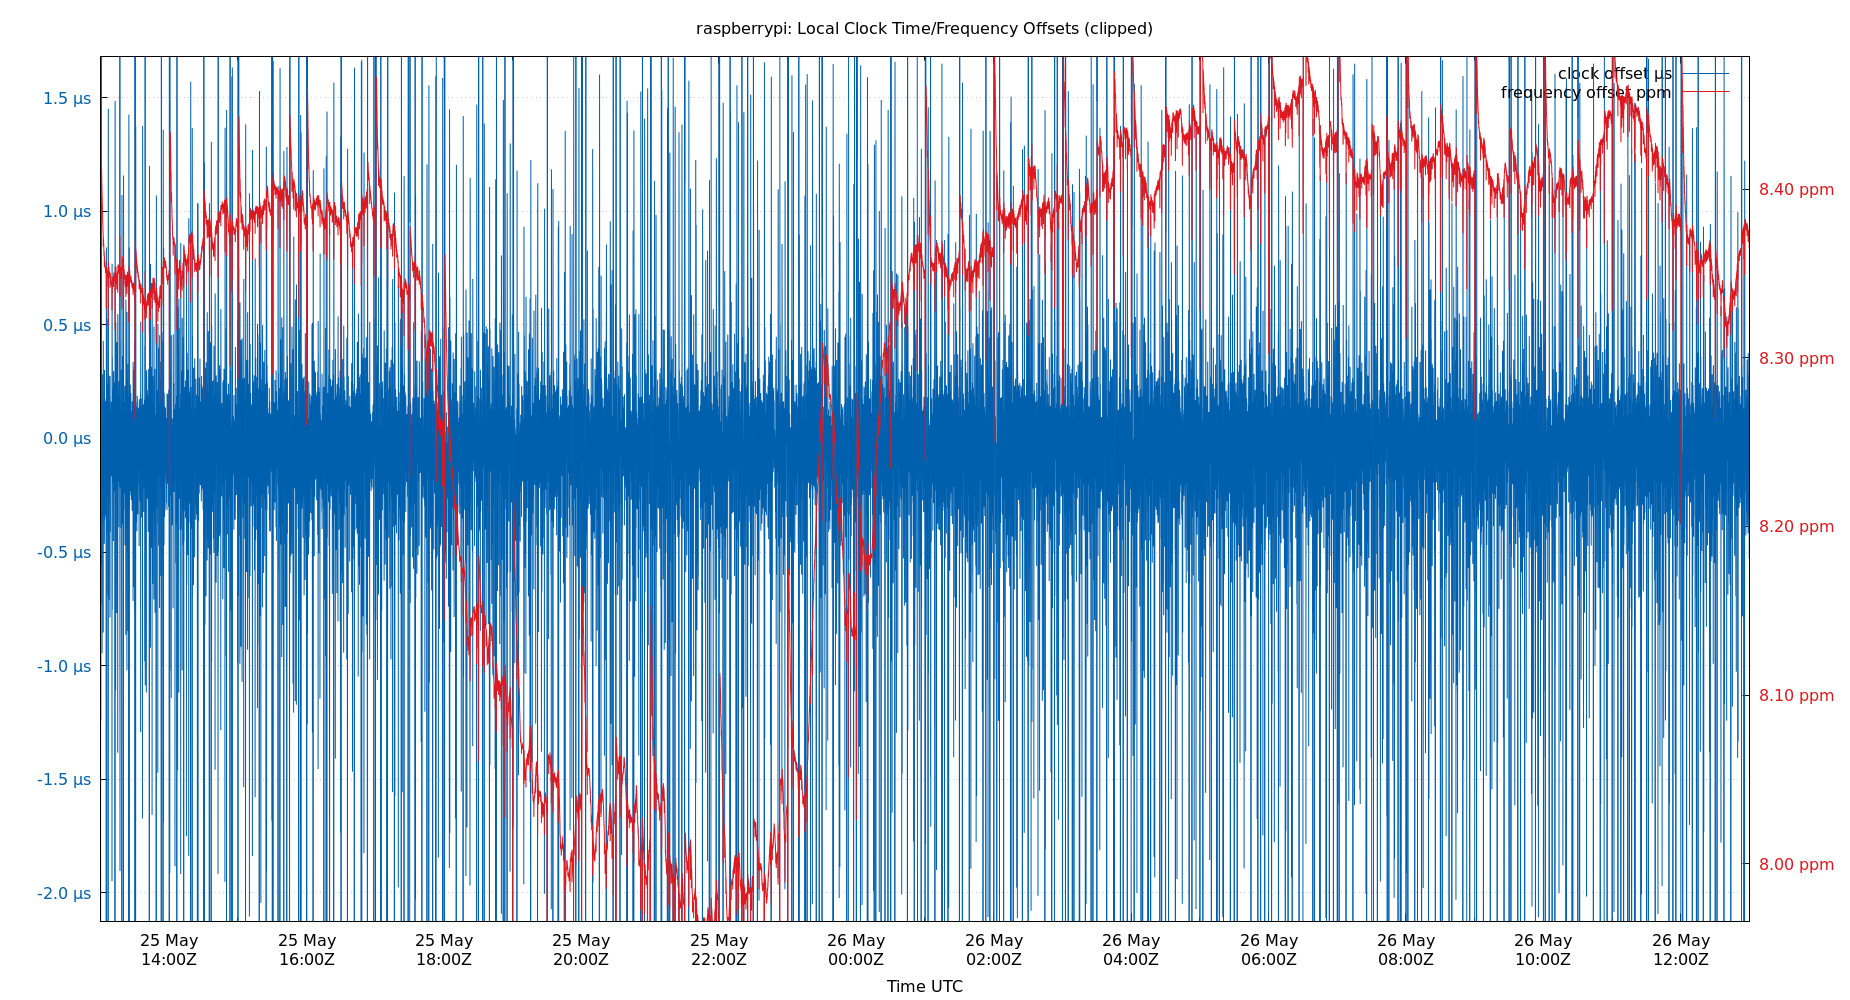 raspberrypi: Local Clock Time/Frequency Offsets (clipped)
clock offset µs
frequency offset ppm
1.5 µs
1.0 µs
0.5 µs
0.0 µs
-0.5 µs
-1.0 µs
-1.5 µs
-2.0 µs
8.40 ppm
8.30 ppm
8.20 ppm
8.10 ppm
8.00 ppm
25 May 25 May 25 May 25 May 25 May 26 May 26 May 26 May 26 May 26 May 26 May 26 May
14:00Z 16:00Z 18:00Z 20:00Z 22:00Z 00:00Z 02:00Z 04:00Z 06:00Z 08:00Z 10:00Z 12:00Z
Time UTC